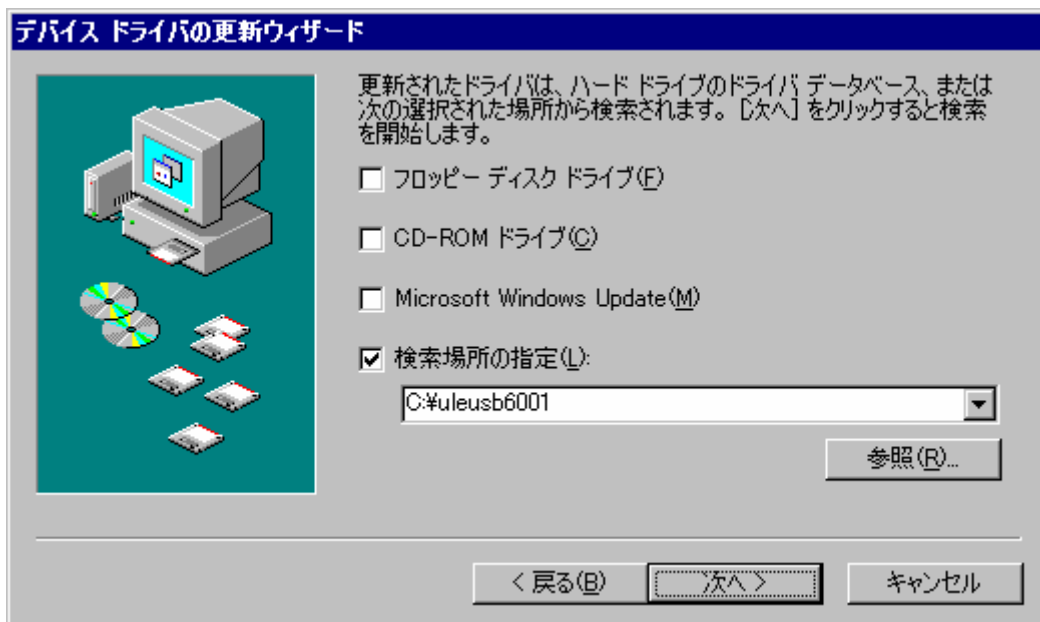 デバイス ドライバの更新ウィザード
更新されたドライバは、ハード ドライブのドライバ データベース、または
次の選択された場所から検索されます。［次へ］をクリックすると検索
を開始します。
フロッピー ディスク ドライブ(F)
CD-ROM ドライブ(C)
Microsoft Windows Update(M)
検索場所の指定(L):
C:¥uleusb6001
参照(R)...
< 戻る(B)
次へ >
キャンセル